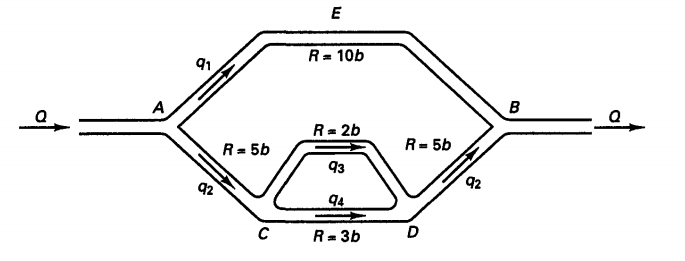 E
R = 10b
q1
Q
A
B
Q
R = 5b
R = 2b
R = 5b
q3
q2
q4
q2
C
R = 3b
D